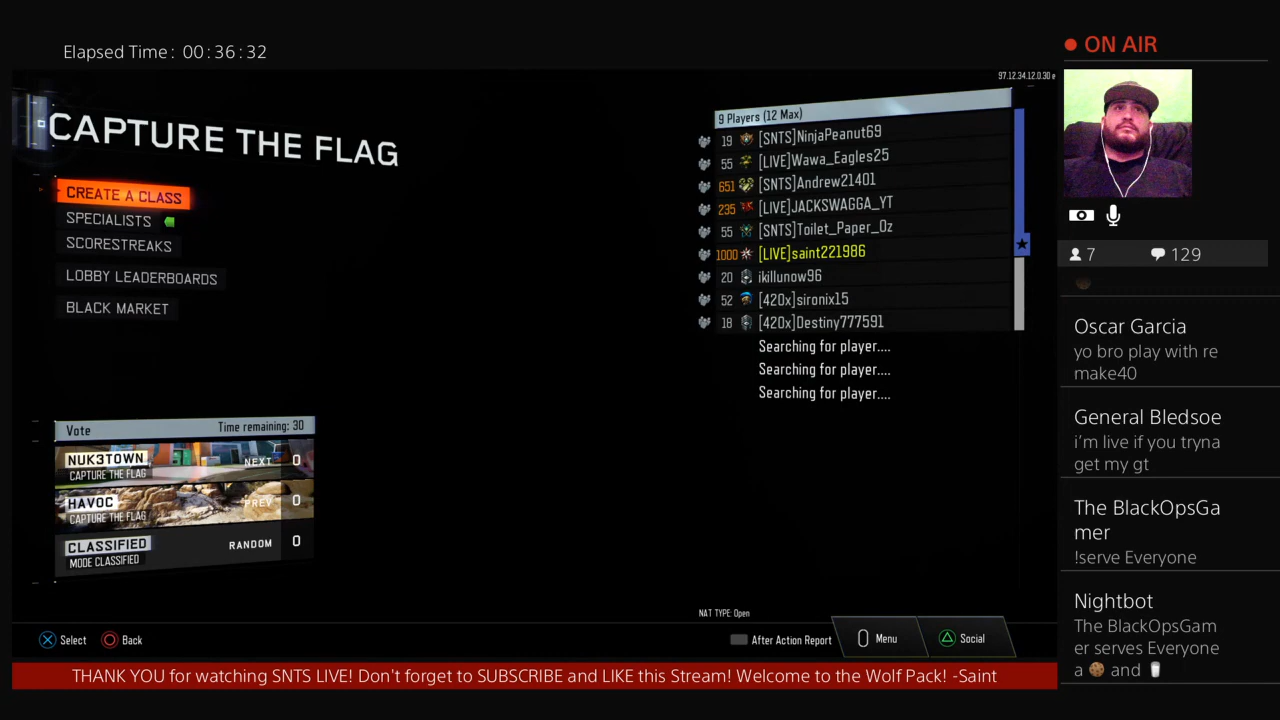 Elapsed Time: 00:36:32
ON AIR
97.12.34.12.0.30 e
CAPTURE THE FLAG
CREATE A CLASS
SPECIALISTS
SCORESTREAKS
LOBBY LEADERBOARDS
BLACK MARKET
9 Players (12 Max)
19 [SNTS]NinjaPeanut69
55 [LIVE]Wawa_Eagles25
651 [SNTS]Andrew21401
235 [LIVE]JACKSWAGGA_YT
55 [SNTS]Toilet_Paper_Oz
1000 [LIVE]saint221986
20 ikillunow96
52 [420x]sironix15
18 [420x]Destiny777591
Searching for player....
Searching for player....
Searching for player....
Vote Time remaining: 30
NUK3TOWN NEXT 0
CAPTURE THE FLAG
HAVOC PREV 0
CAPTURE THE FLAG
CLASSIFIED RANDOM 0
MODE CLASSIFIED
NAT TYPE: Open
Select Back After Action Report Menu Social
THANK YOU for watching SNTS LIVE! Don't forget to SUBSCRIBE and LIKE this Stream! Welcome to the Wolf Pack! -Saint
7 129
Oscar Garcia
yo bro play with re
make40
General Bledsoe
i'm live if you tryna
get my gt
The BlackOpsGa
mer
!serve Everyone
Nightbot
The BlackOpsGam
er serves Everyone
a 🍪 and 🥛